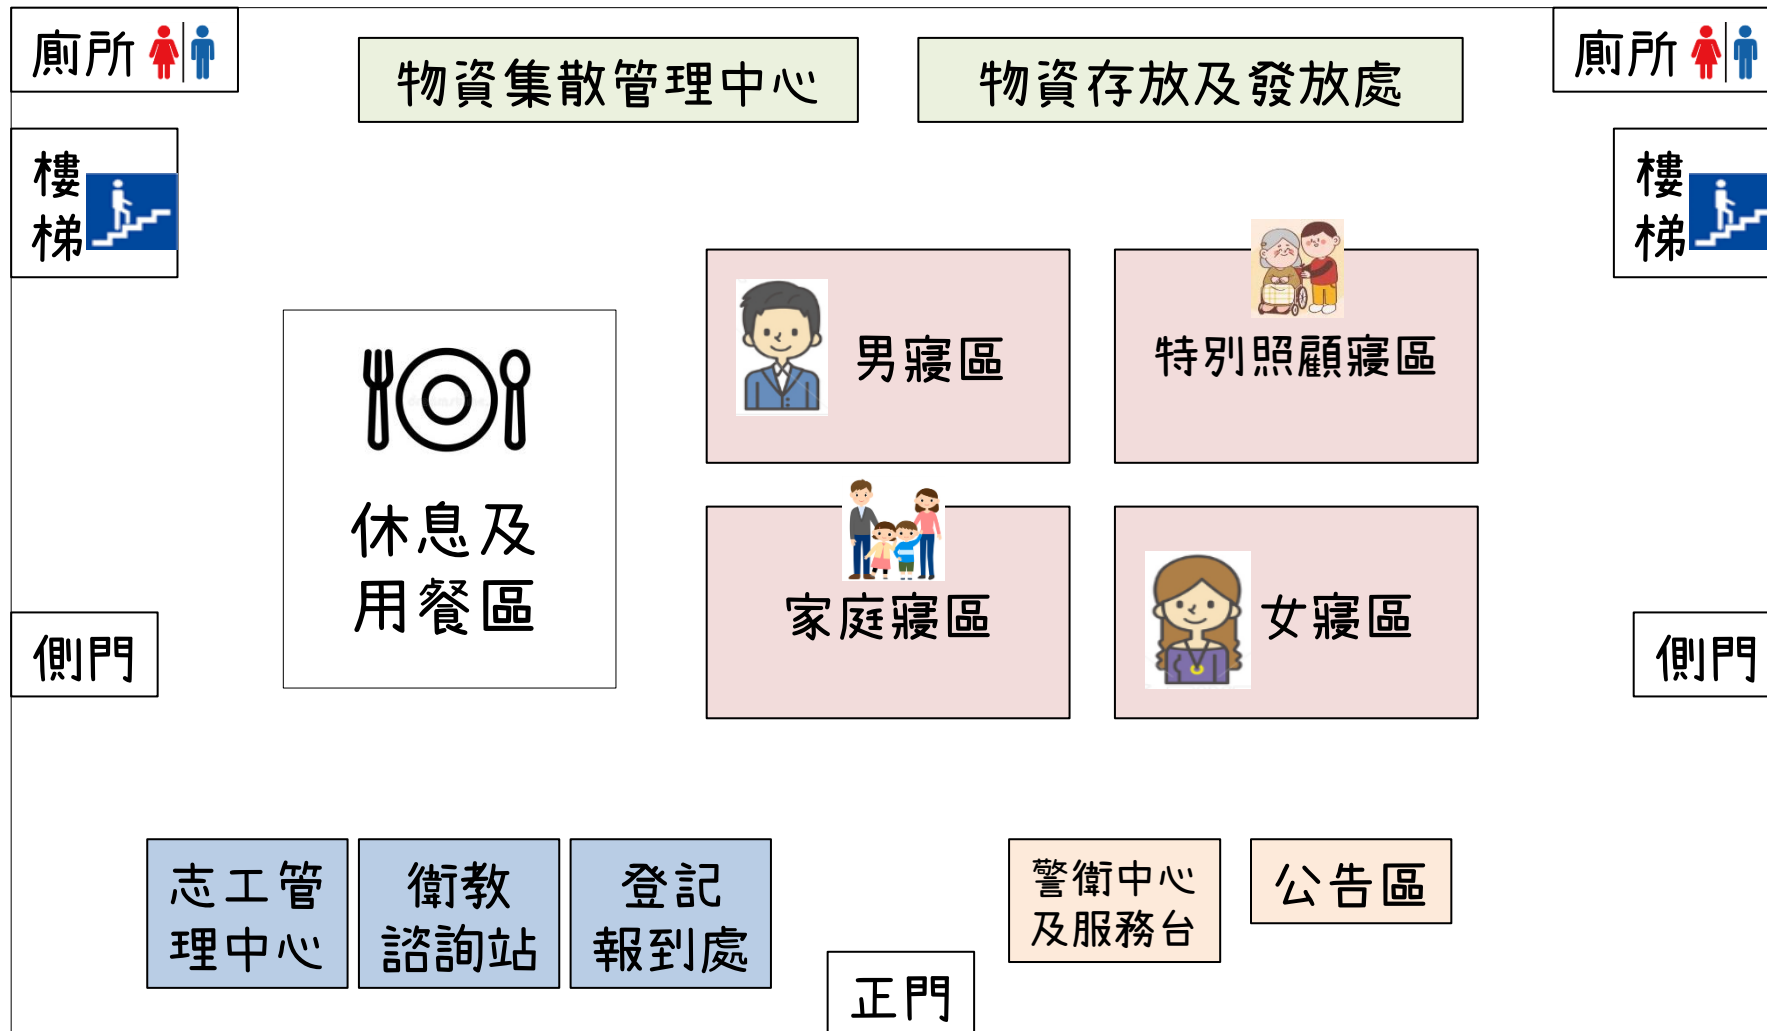 廁所
物資集散管理中心
物資存放及發放處
廁所
樓
梯
樓
梯
男寢區
特別照顧寢區
休息及
用餐區
家庭寢區
女寢區
側門
側門
志工管
理中心
衛教
諮詢站
登記
報到處
警衛中心
及服務台
公告區
正門